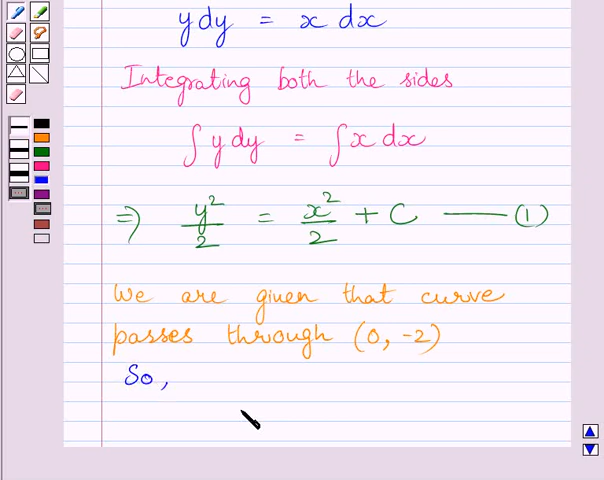 y dy = x dx
Integrating both the sides
∫ y dy = ∫ x dx
⇒ y²/2 = x²/2 + C —— (1)
We are given that curve
passes through (0, -2)
So,